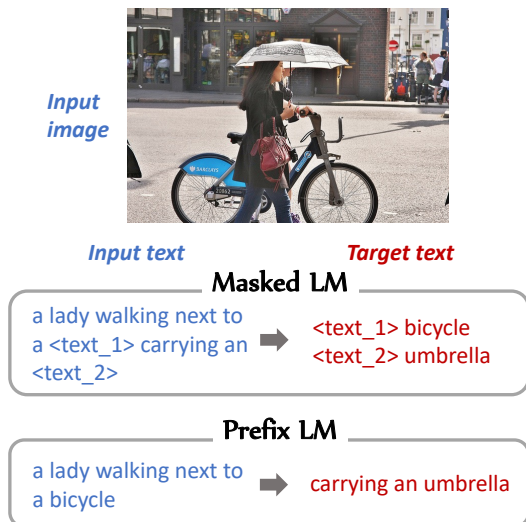 Input
image
BARCLAYS
Input text
Target text
Masked LM
a lady walking next to
a <text_1> carrying an
<text_2>
<text_1> bicycle
<text_2> umbrella
Prefix LM
a lady walking next to
a bicycle
carrying an umbrella